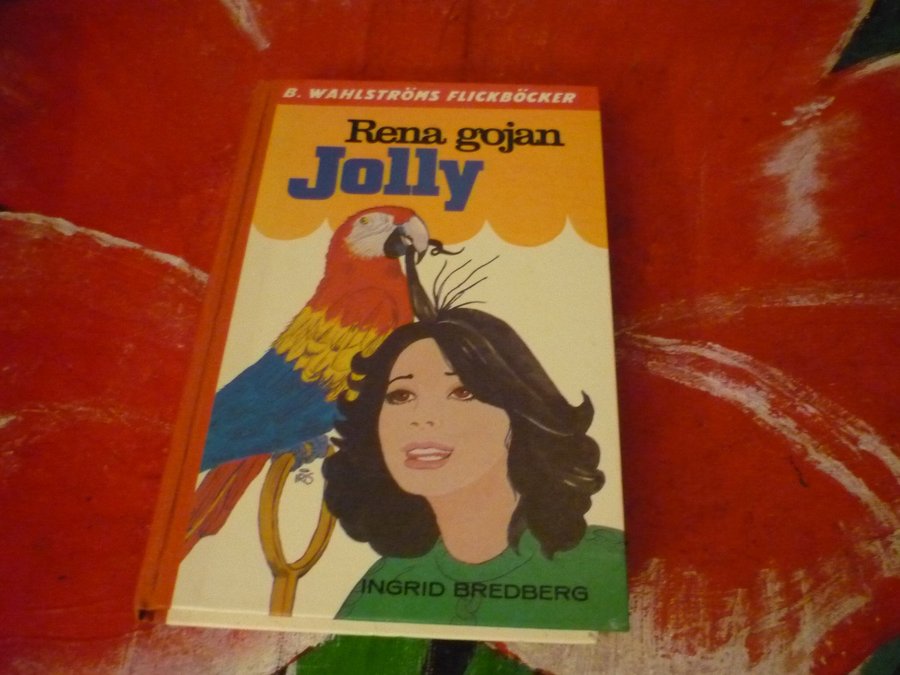 B. WAHLSTRÖMS FLICKBÖCKER
Rena gojan
Jolly
INGRID BREDBERG